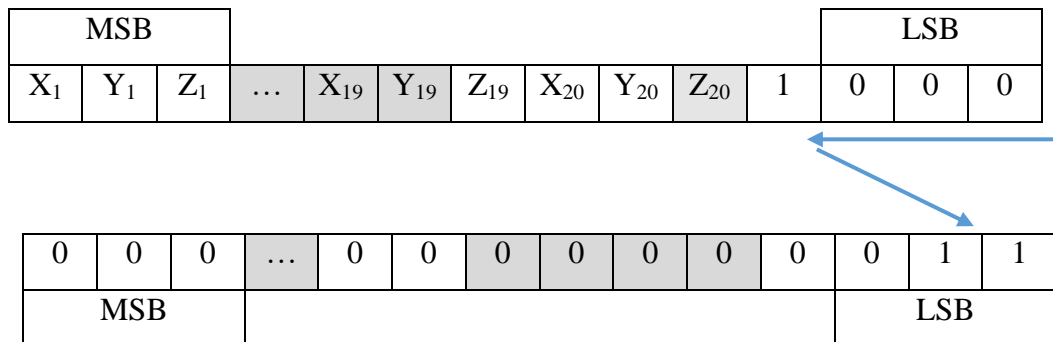 MSB LSB
X₁ Y₁ Z₁ … X₁₉ Y₁₉ Z₁₉ X₂₀ Y₂₀ Z₂₀ 1 0 0 0
0 0 0 … 0 0 0 0 0 0 0 0 1 1
MSB LSB